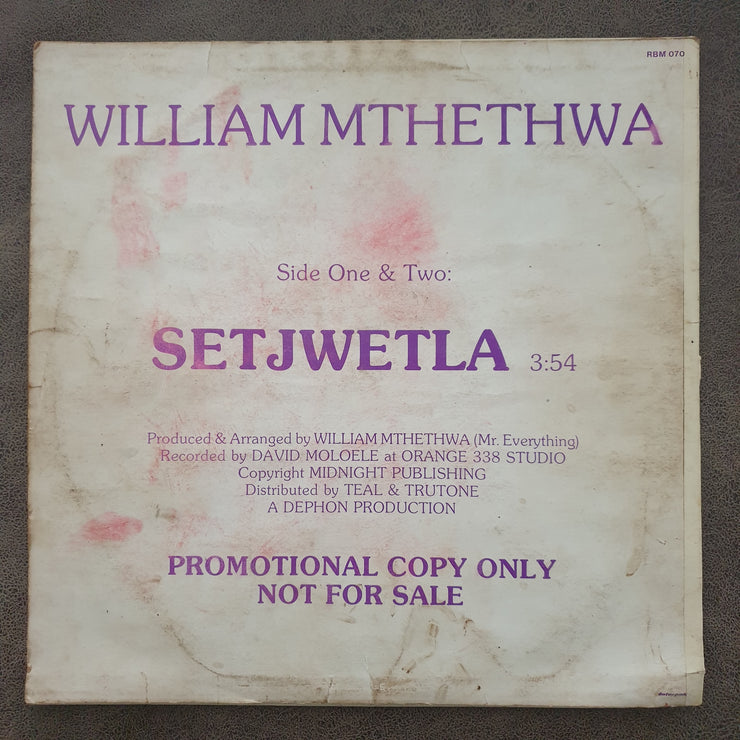 RBM 070
WILLIAM MTHETHWA
Side One & Two:
SETJWETLA 3:54
Produced & Arranged by WILLIAM MTHETHWA (Mr. Everything)
Recorded by DAVID MOLOELE at ORANGE 338 STUDIO
Copyright MIDNIGHT PUBLISHING
Distributed by TEAL & TRUTONE
A DEPHON PRODUCTION
PROMOTIONAL COPY ONLY
NOT FOR SALE